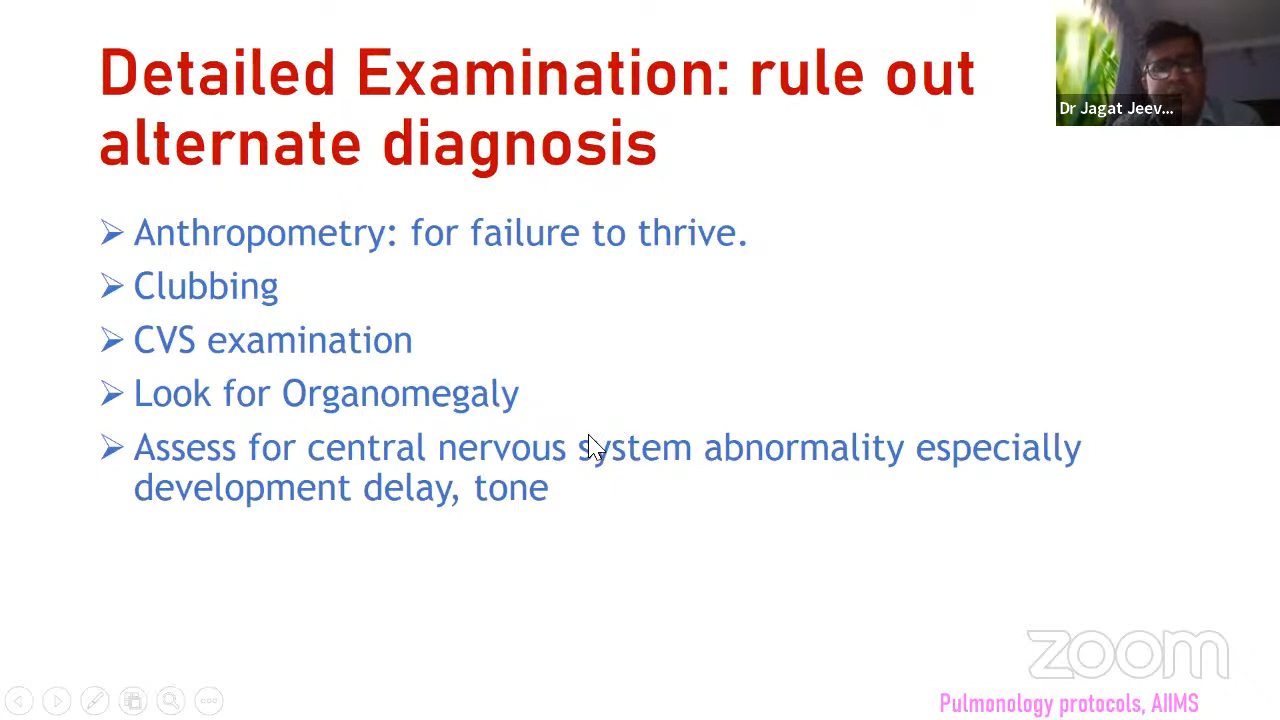 Detailed Examination: rule out
alternate diagnosis
Dr Jagat Jeev...
Anthropometry: for failure to thrive.
Clubbing
CVS examination
Look for Organomegaly
Assess for central nervous system abnormality especially
development delay, tone
zoom
Pulmonology protocols, AIIMS